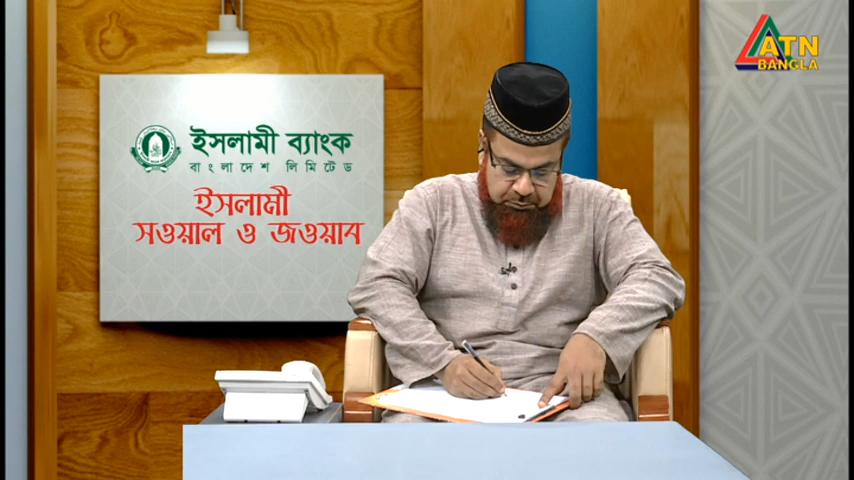 ATN
BANGLA
ইসলামী ব্যাংক
বাংলাদেশ লিমিটেড
ইসলামী
সওয়াল ও জওয়াব